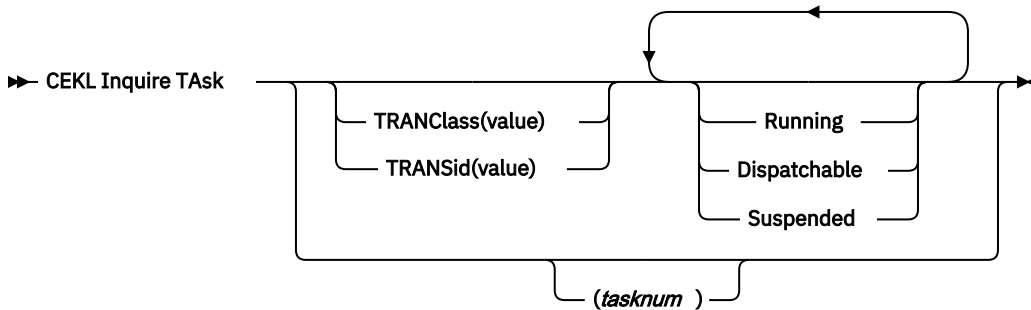 CEKL Inquire TAsk
TRANClass(value)
TRANSid(value)
Running
Dispatchable
Suspended
(tasknum )